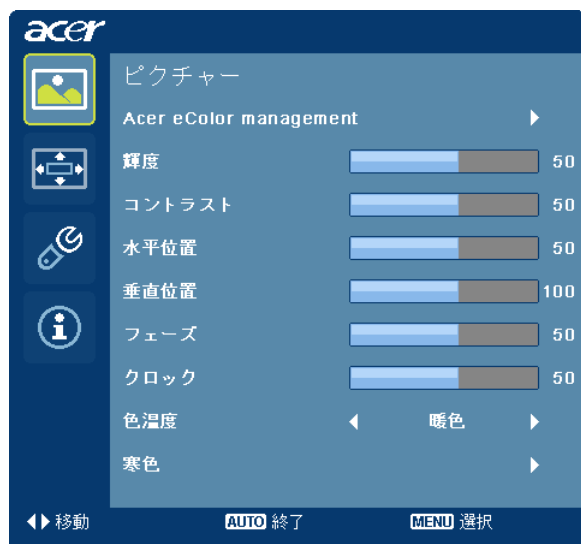 acer
ピクチャー
Acer eColor management
輝度 50
コントラスト 50
水平位置 50
垂直位置 100
フェーズ 50
クロック 50
色温度 暖色
寒色
移動 AUTO 終了 MENU 選択